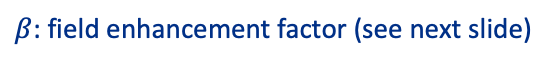 β: field enhancement factor (see next slide)